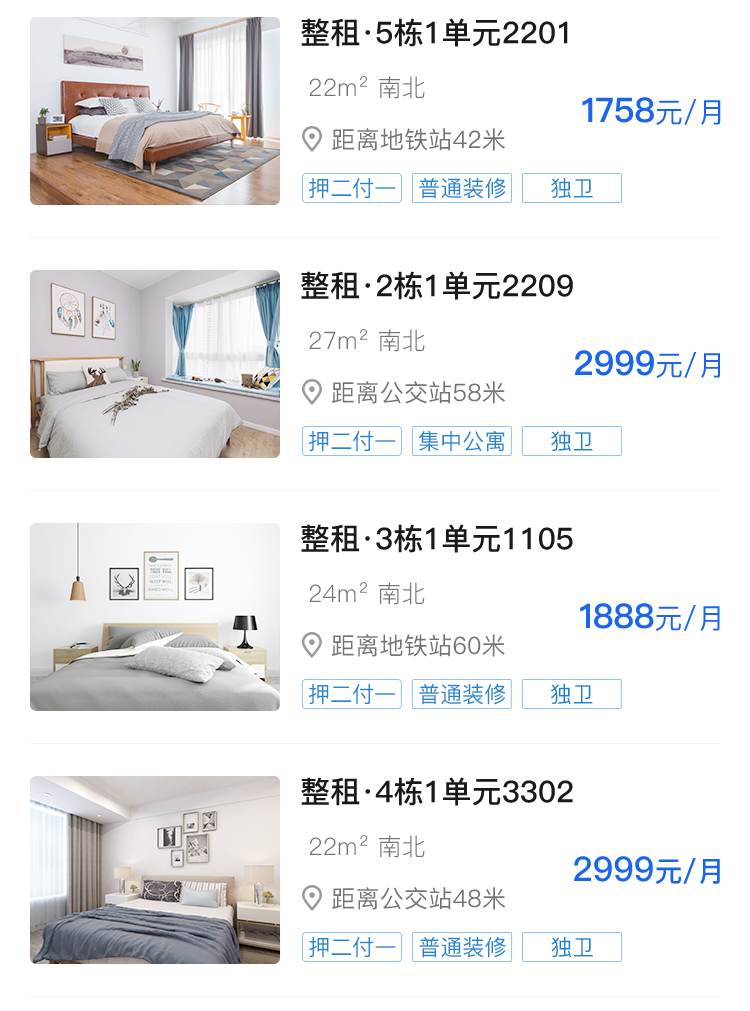 整租·5栋1单元2201
22m² 南北
1758元/月
距离地铁站42米
押二付一 普通装修 独卫
整租·2栋1单元2209
27m² 南北
2999元/月
距离公交站58米
押二付一 集中公寓 独卫
整租·3栋1单元1105
24m² 南北
1888元/月
距离地铁站60米
押二付一 普通装修 独卫
整租·4栋1单元3302
22m² 南北
2999元/月
距离公交站48米
押二付一 普通装修 独卫